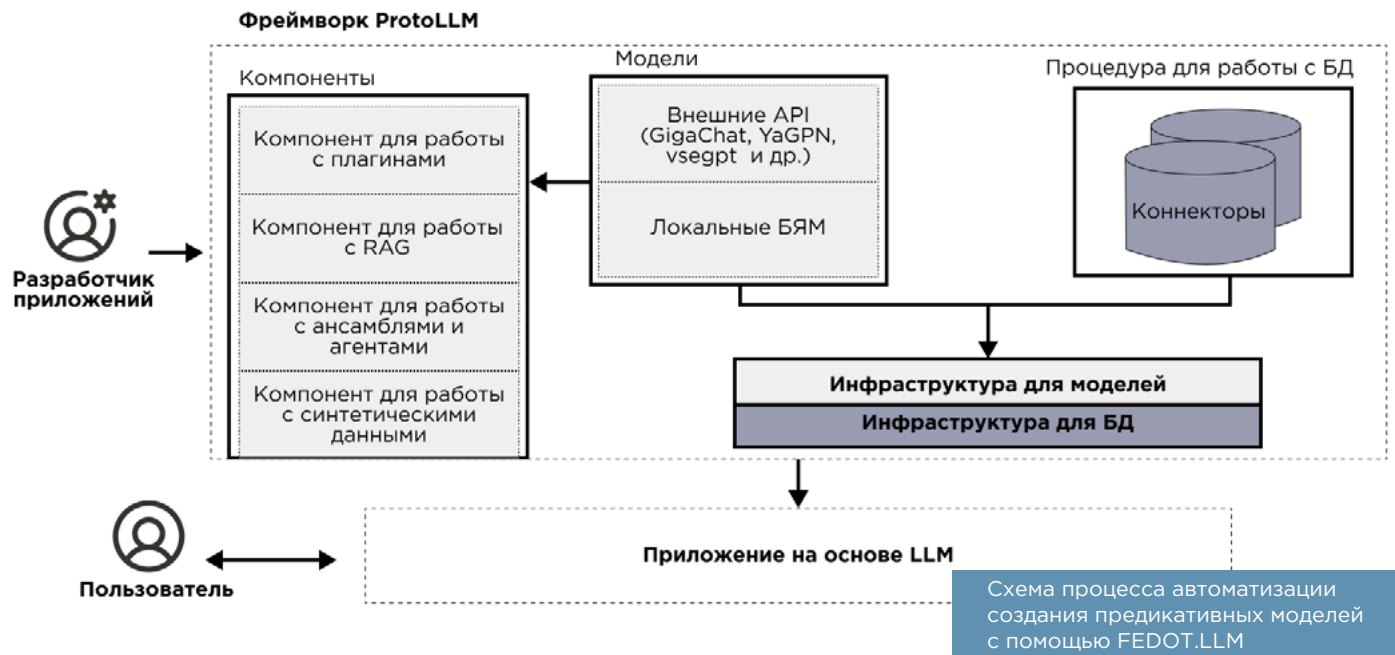 Фреймворк ProtoLLM
Компоненты
Компонент для работы
с плагинами
Компонент для работы
с RAG
Компонент для работы
с ансамблями и
агентами
Компонент для работы
с синтетическими
данными
Модели
Внешние API
(GigaChat, YaGPN,
vsegpt и др.)
Локальные БЯМ
Процедура для работы с БД
Коннекторы
Разработчик
приложений
Инфраструктура для моделей
Инфраструктура для БД
Пользователь
Приложение на основе LLM
Схема процесса автоматизации
создания предикативных моделей
с помощью FEDOT.LLM